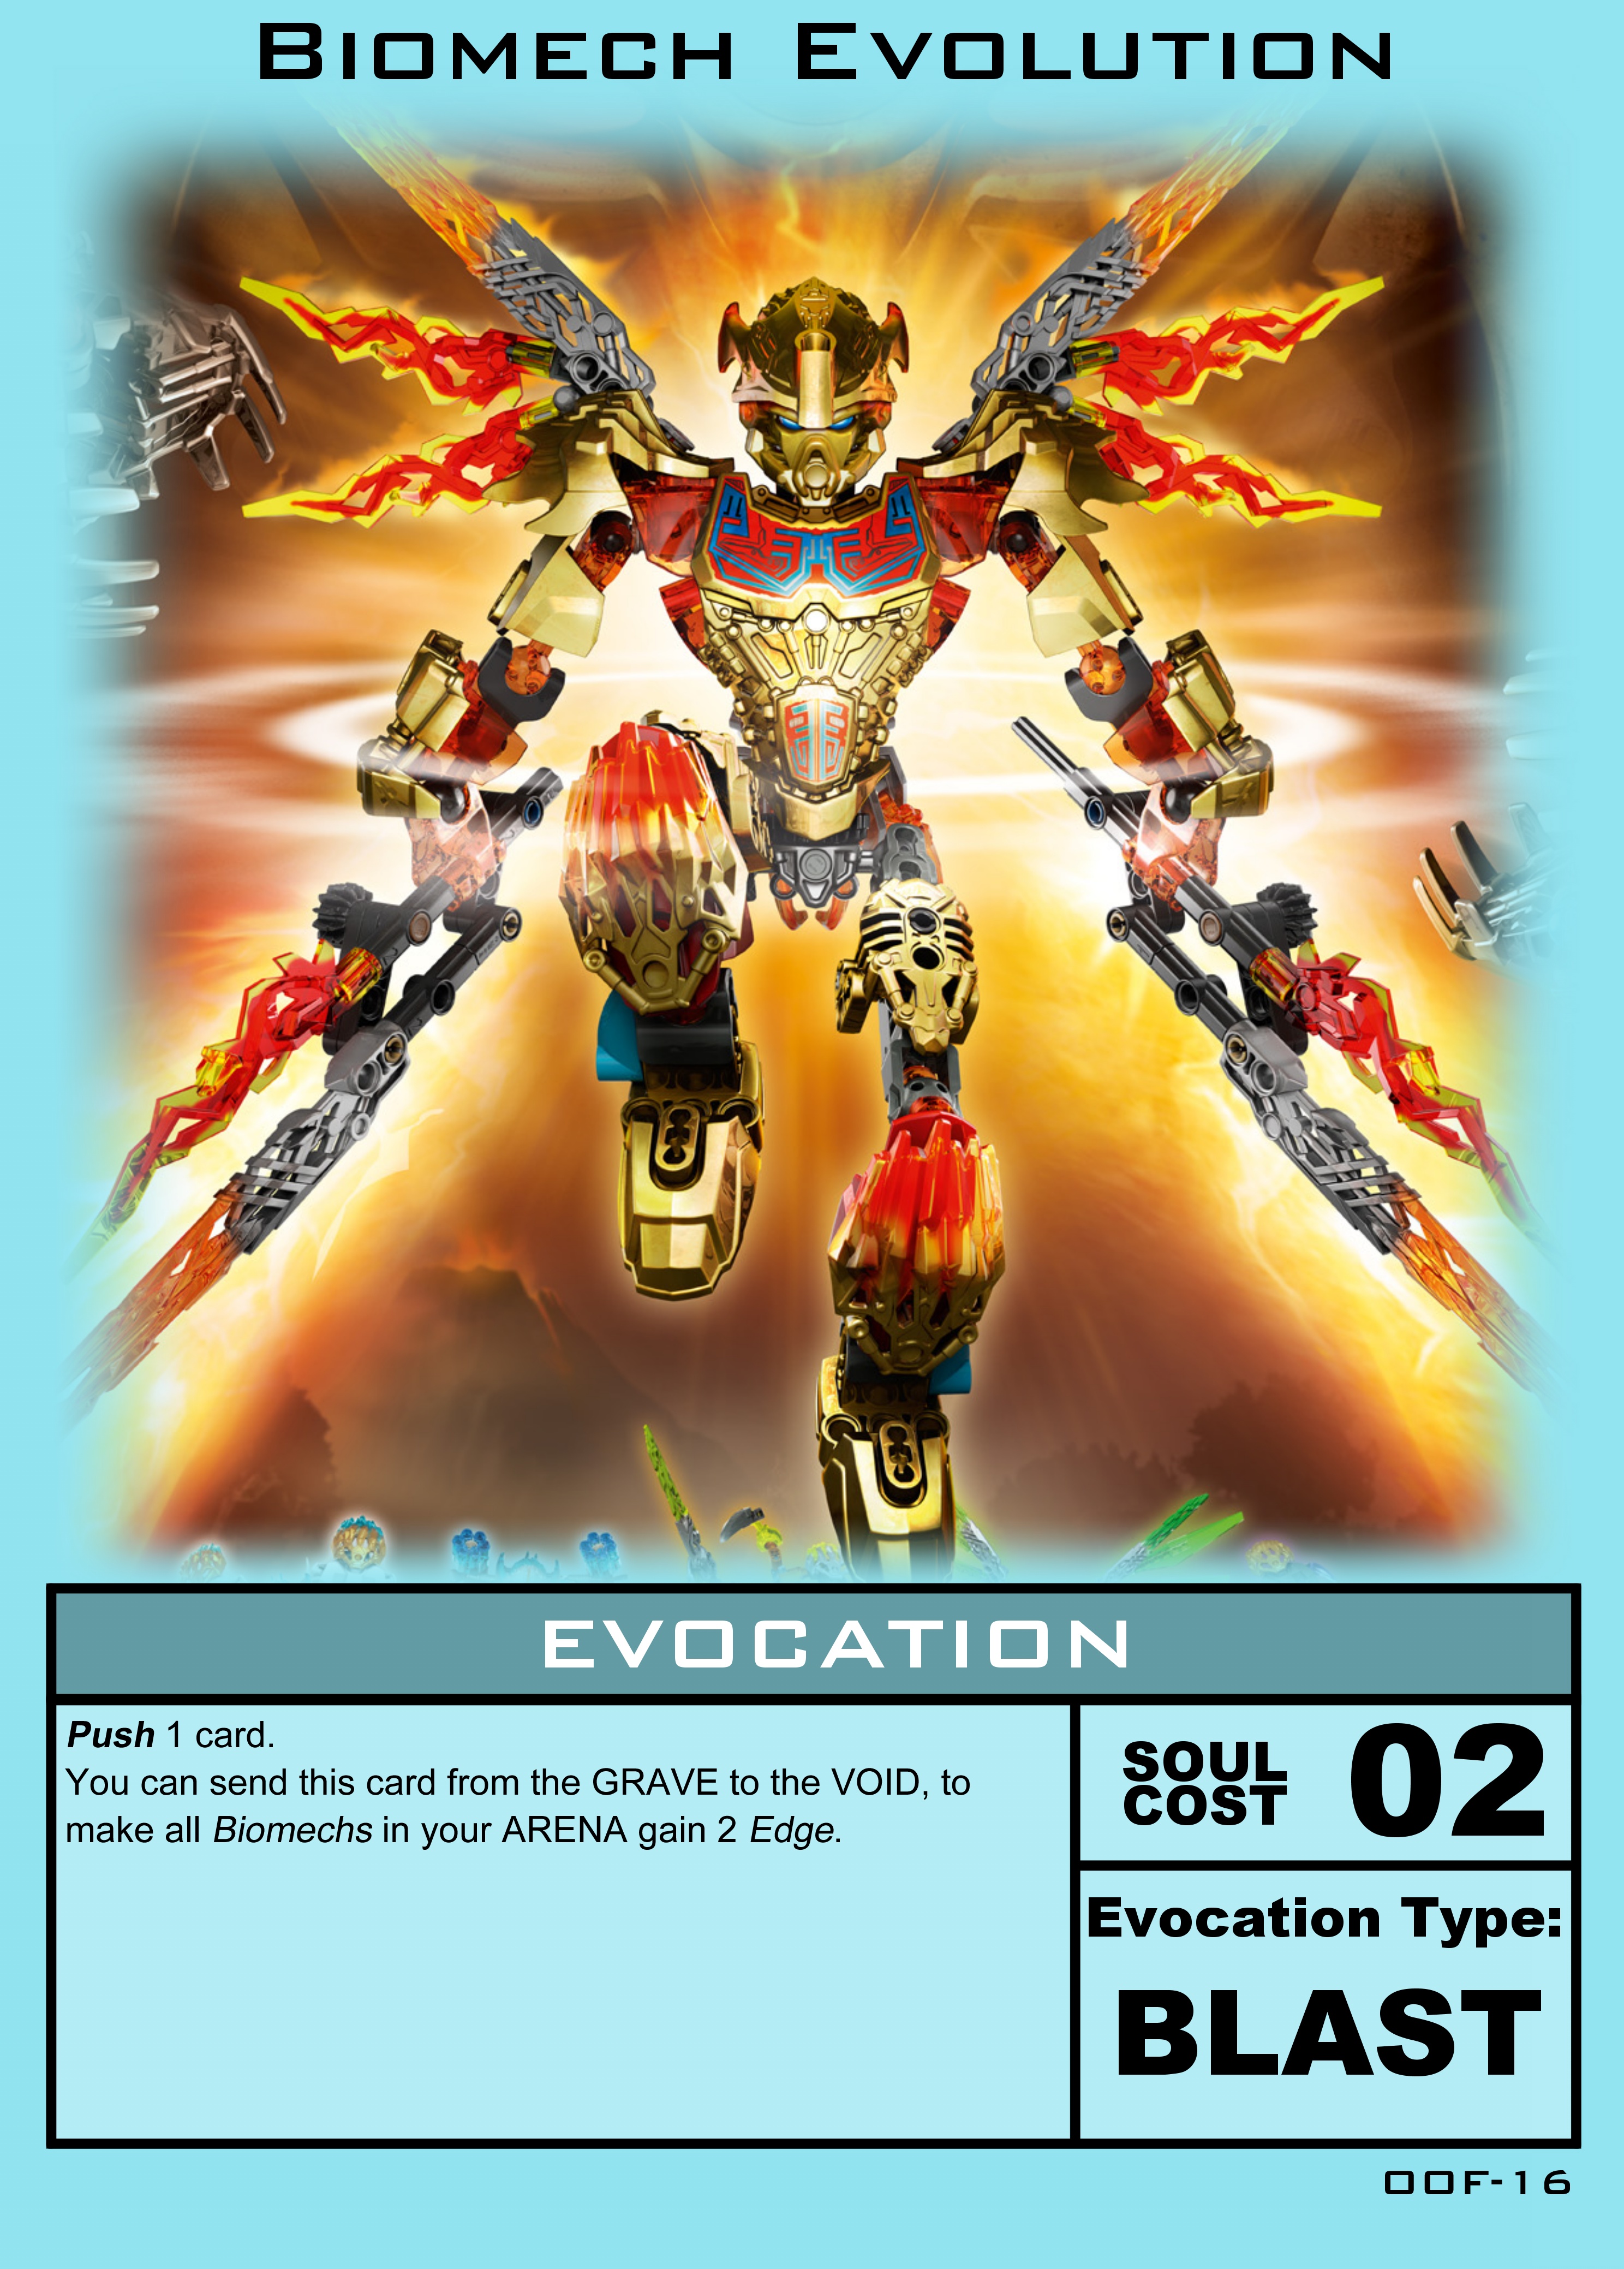 Biomech Evolution
EVOCATION
Push 1 card.
You can send this card from the GRAVE to the VOID, to
make all Biomechs in your ARENA gain 2 Edge.
SOUL
COST
02
Evocation Type:
BLAST
OOF-16